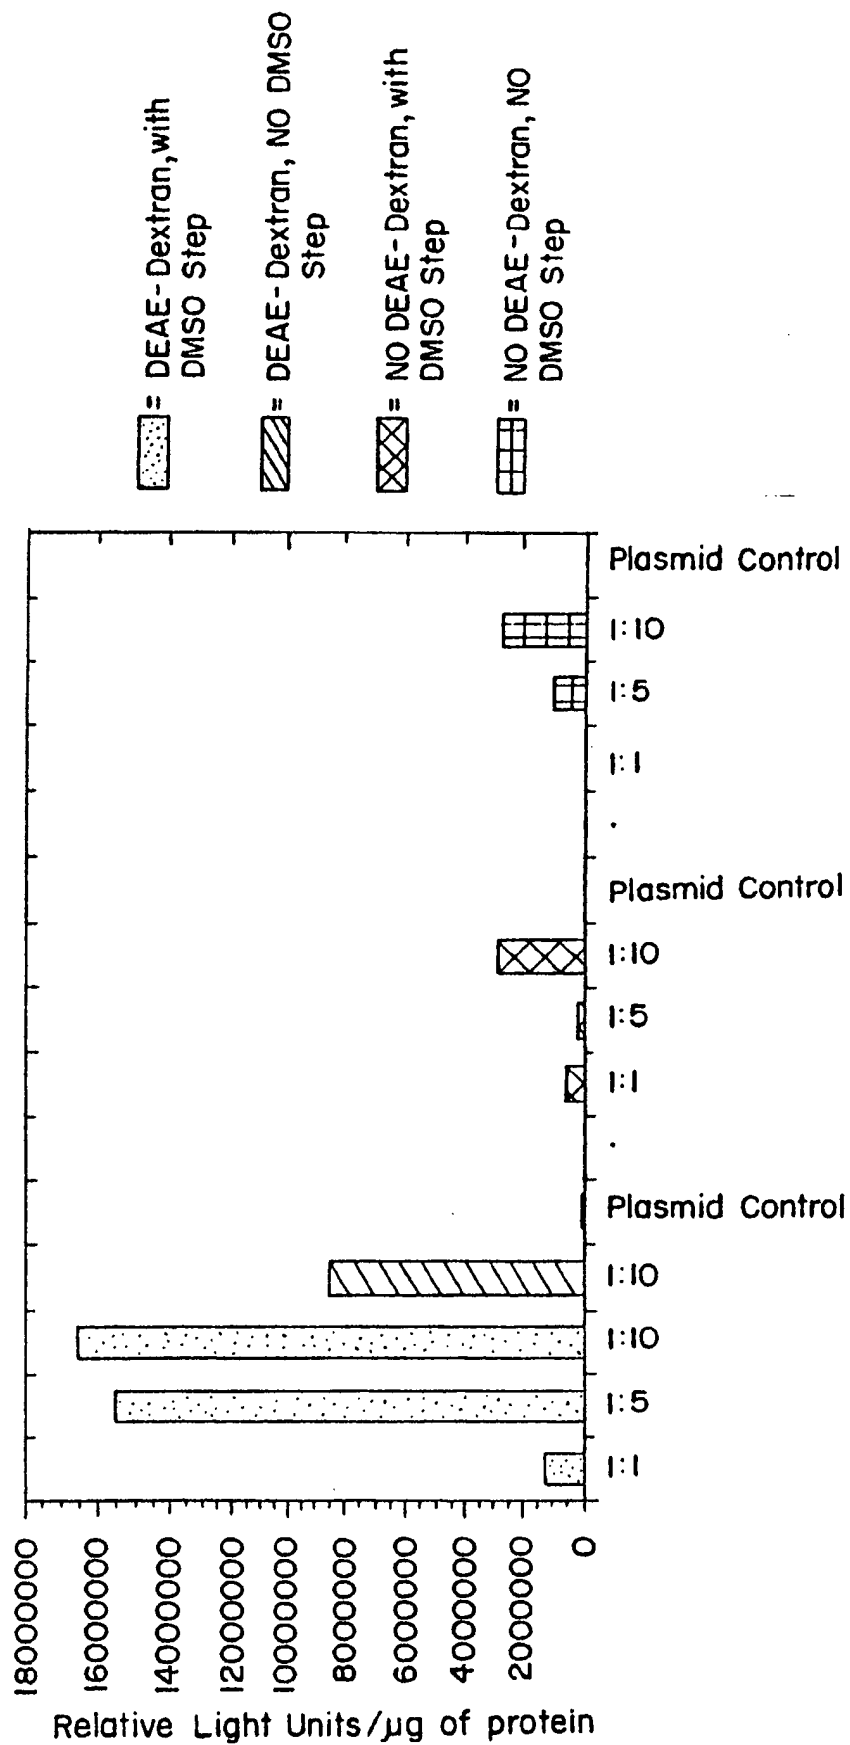 Relative Light Units/µg of protein
18000000
16000000
14000000
12000000
10000000
8000000
6000000
4000000
2000000
0
1:1
1:5
1:10
1:10
Plasmid Control
.
1:1
1:5
1:10
Plasmid Control
.
1:1
1:5
1:10
Plasmid Control
= DEAE-Dextran, with
DMSO Step
= DEAE-Dextran, NO DMSO
Step
= NO DEAE-Dextran, with
DMSO Step
= NO DEAE-Dextran, NO
DMSO Step